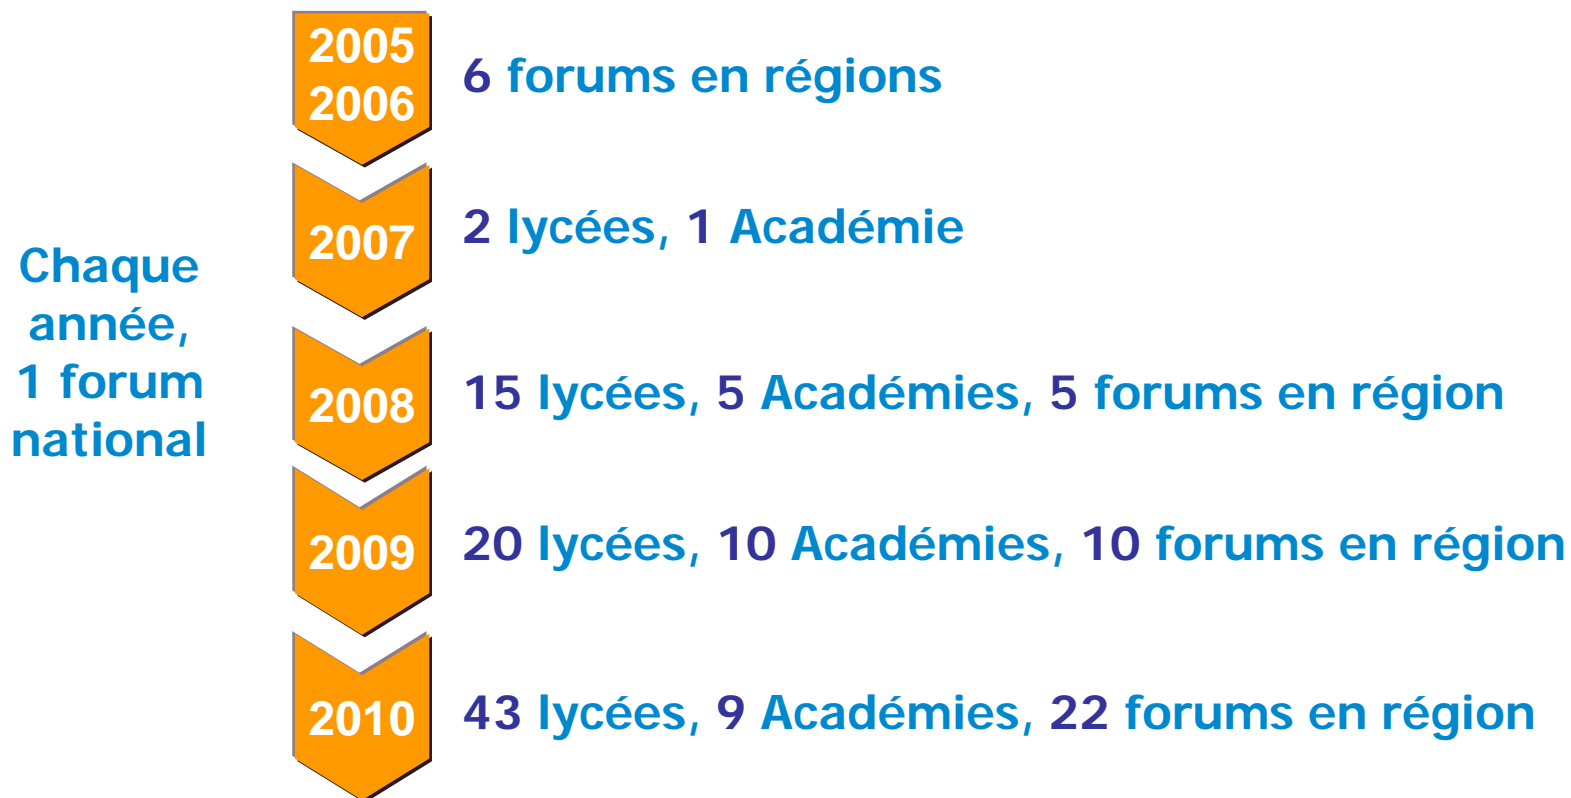 Chaque
année,
1 forum
national
2005
2006
6 forums en régions
2007
2 lycées, 1 Académie
2008
15 lycées, 5 Académies, 5 forums en région
2009
20 lycées, 10 Académies, 10 forums en région
2010
43 lycées, 9 Académies, 22 forums en région